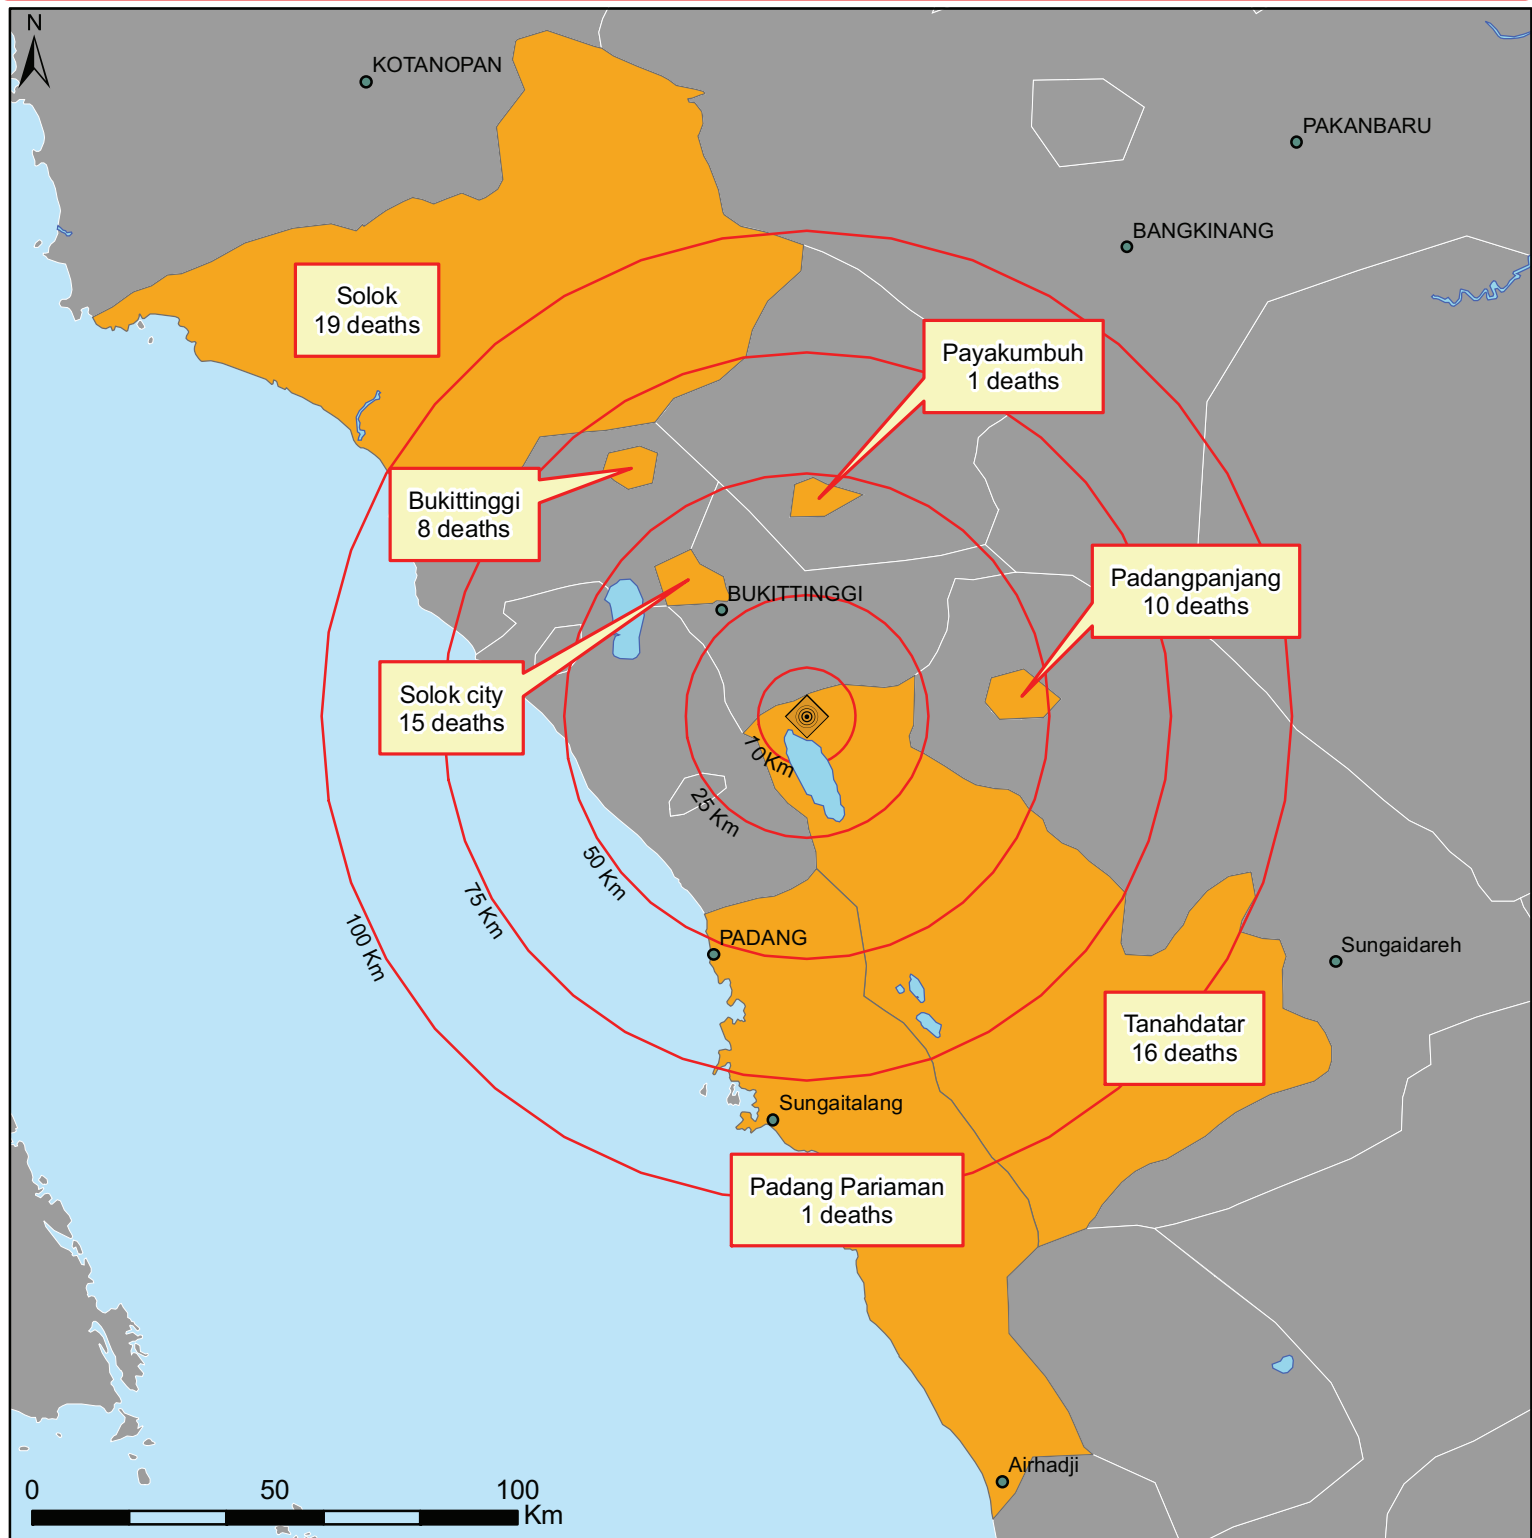 N
KOTANOPAN
PAKANBARU
BANGKINANG
Solok
19 deaths
Payakumbuh
1 deaths
Bukittinggi
8 deaths
Padangpanjang
10 deaths
BUKITTINGGI
Solok city
15 deaths
10 Km
25 Km
50 Km
75 Km
100 Km
PADANG
Sungaidareh
Tanahdatar
16 deaths
Sungaitalang
Padang Pariaman
1 deaths
Airhadji
0 50 100
Km